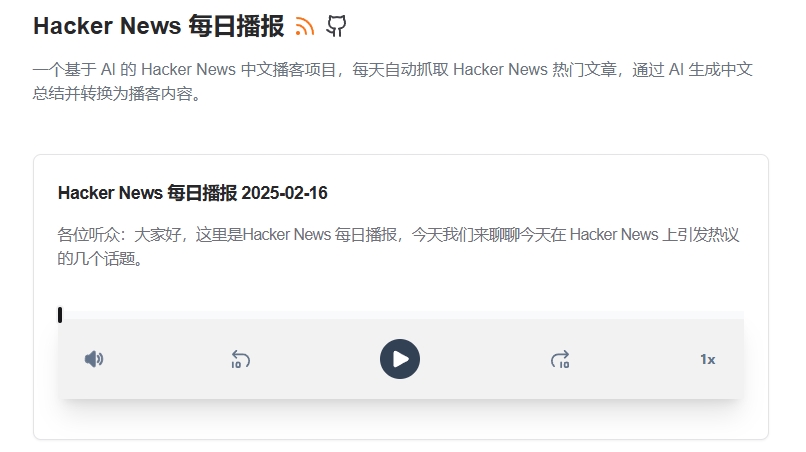 Hacker News 每日播报
一个基于 AI 的 Hacker News 中文播客项目，每天自动抓取 Hacker News 热门文章，通过 AI 生成中文
总结并转换为播客内容。
Hacker News 每日播报 2025-02-16
各位听众：大家好，这里是Hacker News 每日播报，今天我们来聊聊今天在 Hacker News 上引发热议
的几个话题。
10
10
1x